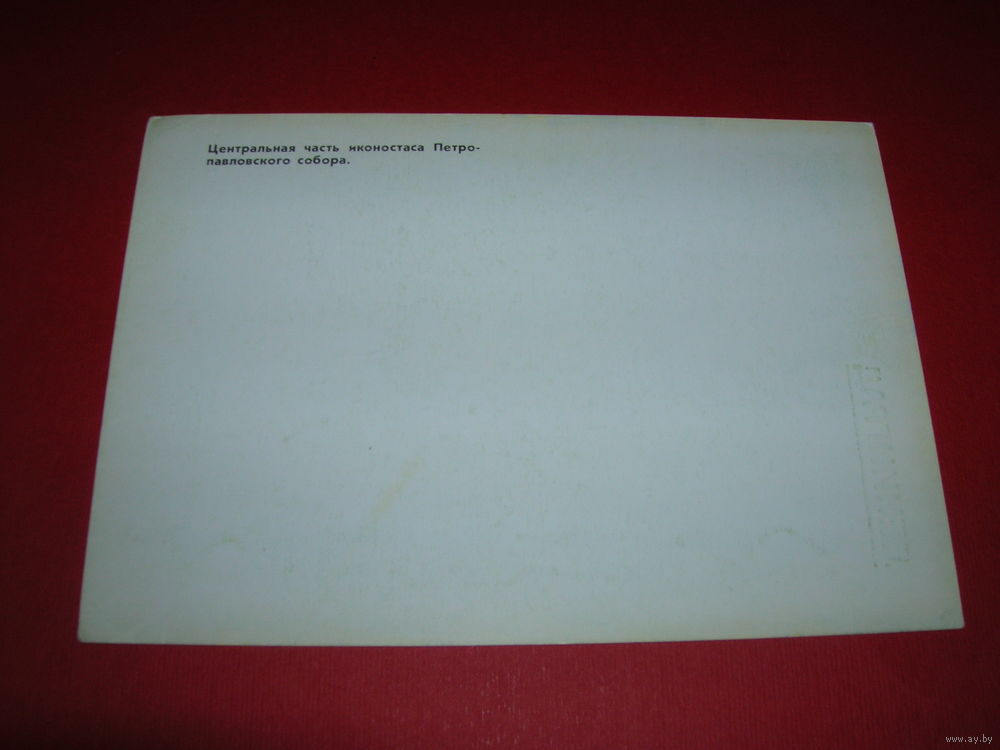 Центральная часть иконостаса Петро-
павловского собора.
www.ay.by